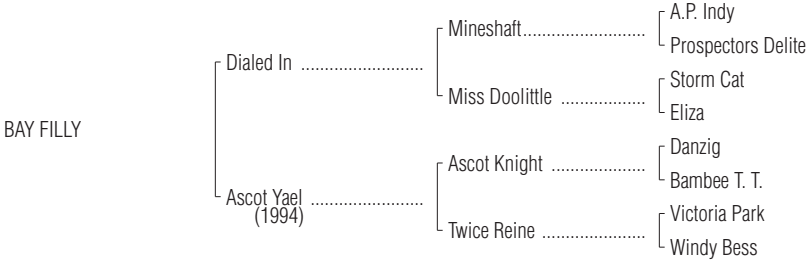 A.P. Indy
Mineshaft..........................
Prospectors Delite
Dialed In ..........................
Storm Cat
Miss Doolittle ..................
Eliza
BAY FILLY
Danzig
Ascot Knight ....................
Bambee T. T.
Ascot Yael ........................
(1994)
Victoria Park
Twice Reine ......................
Windy Bess